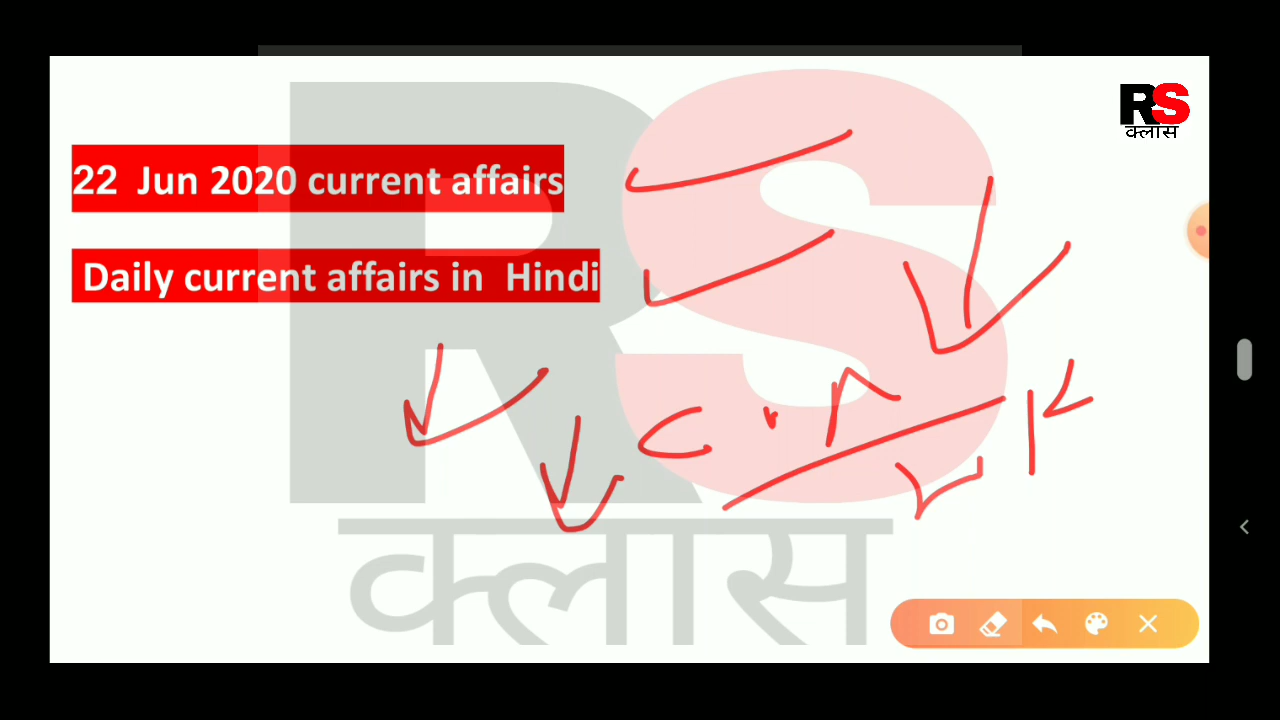 RS
क्लास
22 Jun 2020 current affairs
Daily current affairs in Hindi
RS
क्लास